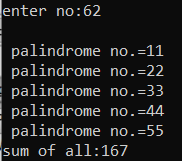 enter no:62
palindrome no.=11
palindrome no.=22
palindrome no.=33
palindrome no.=44
palindrome no.=55
sum of all:167